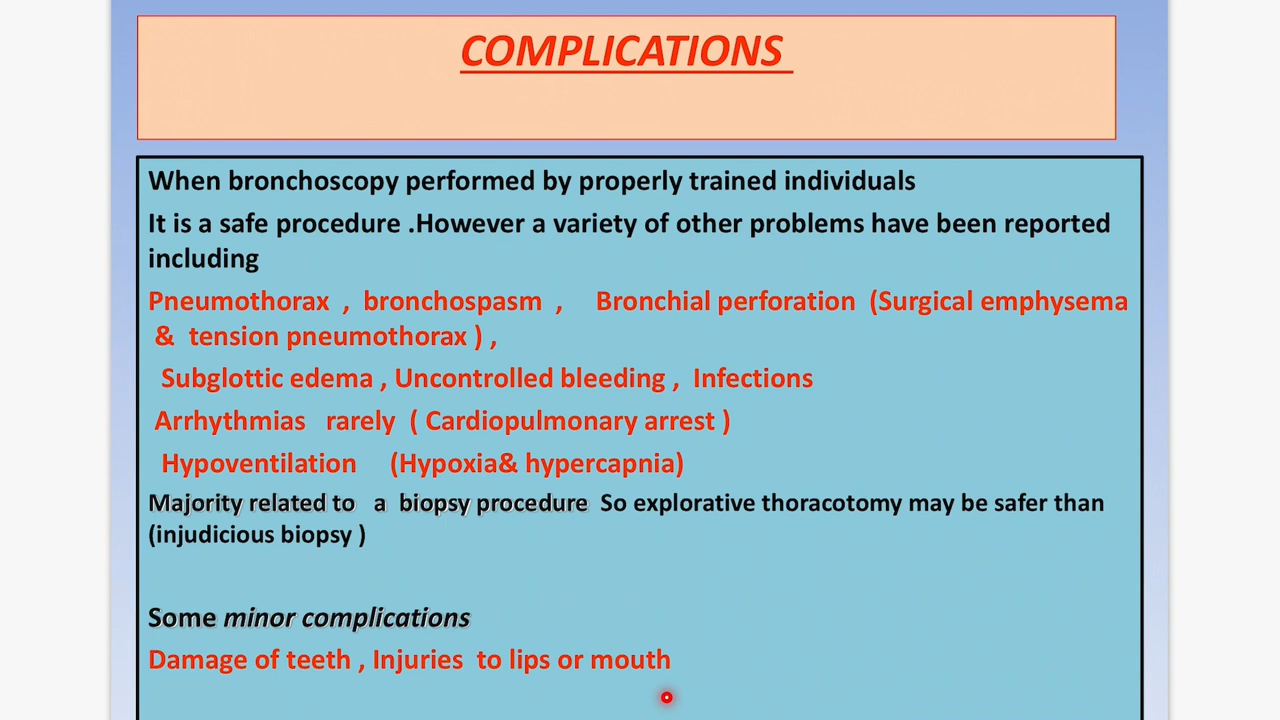 COMPLICATIONS
When bronchoscopy performed by properly trained individuals
It is a safe procedure .However a variety of other problems have been reported
including
Pneumothorax , bronchospasm , Bronchial perforation (Surgical emphysema
& tension pneumothorax ) ,
Subglottic edema , Uncontrolled bleeding , Infections
Arrhythmias rarely ( Cardiopulmonary arrest )
Hypoventilation (Hypoxia& hypercapnia)
Majority related to a biopsy procedure So explorative thoracotomy may be safer than
(injudicious biopsy )
Some minor complications
Damage of teeth , Injuries to lips or mouth